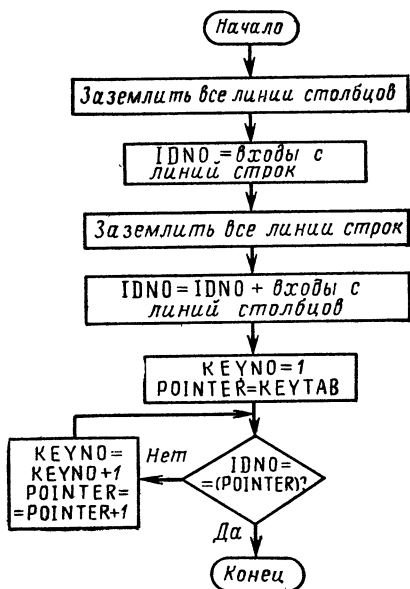 Начало
Заземлить все линии столбцов
IDNO = входы с
линий строк
Заземлить все линии строк
IDNO = IDNO + входы с
линий столбцов
KEYNO=1
POINTER=KEYTAB
KEYNO=
KEYNO+1
POINTER=
=POINTER+1
Нет
IDNO=
=(POINTER)?
Да
Конец